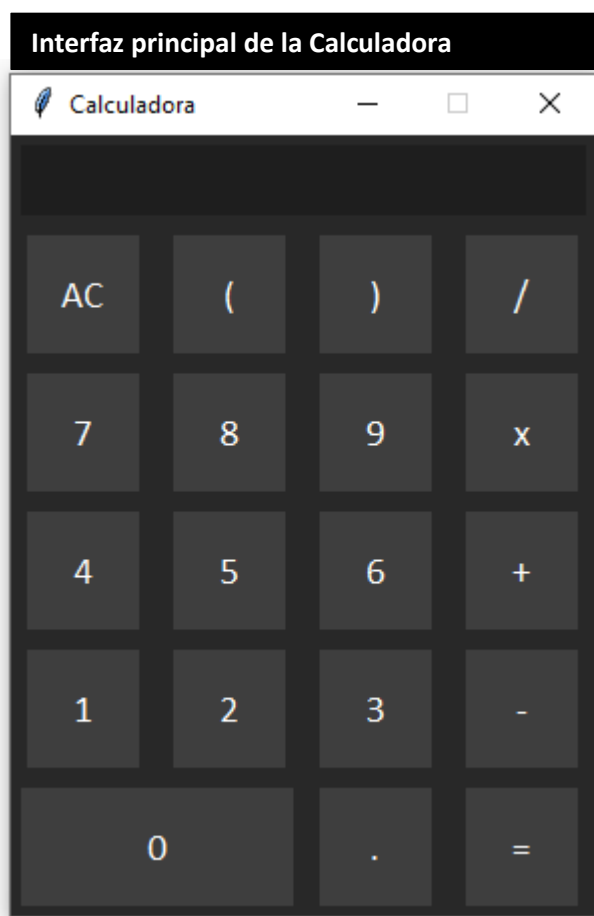 Interfaz principal de la Calculadora
Calculadora
AC ( ) /
7 8 9 x
4 5 6 +
1 2 3 -
0 . =